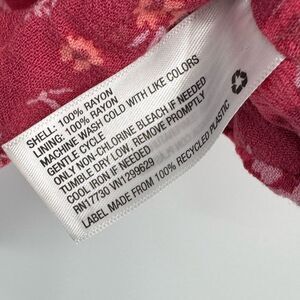 SHELL: 100% RAYON
LINING: 100% RAYON
MACHINE WASH COLD WITH LIKE COLORS
GENTLE CYCLE
ONLY NON-CHLORINE BLEACH IF NEEDED
TUMBLE DRY LOW, REMOVE PROMPTLY
COOL IRON IF NEEDED
RN17730 VN1299629
LABEL MADE FROM 100% RECYCLED PLASTIC